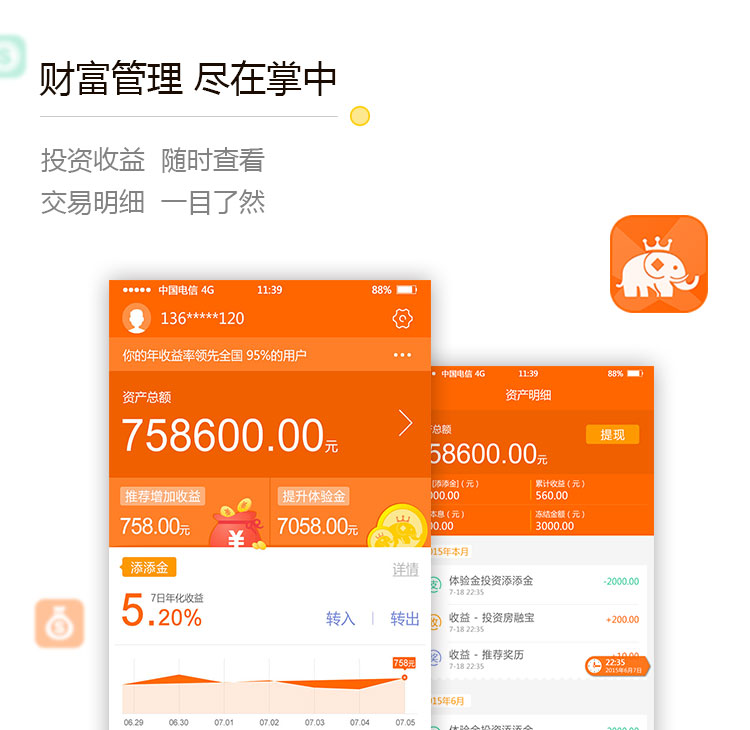 财富管理 尽在掌中
投资收益 随时查看
交易明细 一目了然
中国电信 4G 11:39 88%
136*****120
你的年收益率领先全国 95%的用户
资产总额
758600.00元
推荐增加收益 提升体验金
758.00元 7058.00元
¥
添添金 详情
7日年化收益
5.20% 转入 转出
758元
06.29 06.30 07.01 07.02 07.03 07.04 07.05
中国电信 4G 11:39 88%
资产明细
总额 提现
58600.00元
[添添金] (元) 累计收益 (元)
000.00 560.00
本息 (元) 冻结金额 (元)
00.00 3000.00
015年本月
体验金投资添添金 -2000.00
7-18 22:35
收益 - 投资房融宝 +200.00
7-18 22:35
收益 - 推荐奖历 +10.00
7-18 22:35
22:35
2015年6月7日
015年6月
体验金投资添添金 -2000.00